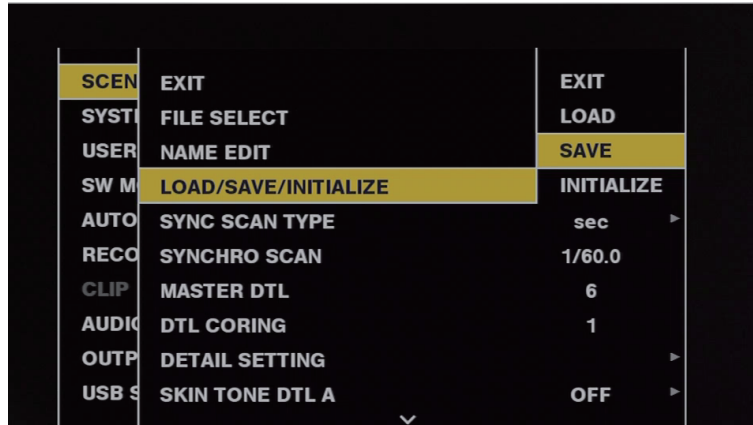 SCEN EXIT EXIT
SYST FILE SELECT LOAD
USER NAME EDIT SAVE
SW M LOAD/SAVE/INITIALIZE INITIALIZE
AUTO SYNC SCAN TYPE sec
RECO SYNCHRO SCAN 1/60.0
CLIP MASTER DTL 6
AUDIO DTL CORING 1
OUTP DETAIL SETTING
USB S SKIN TONE DTL A OFF